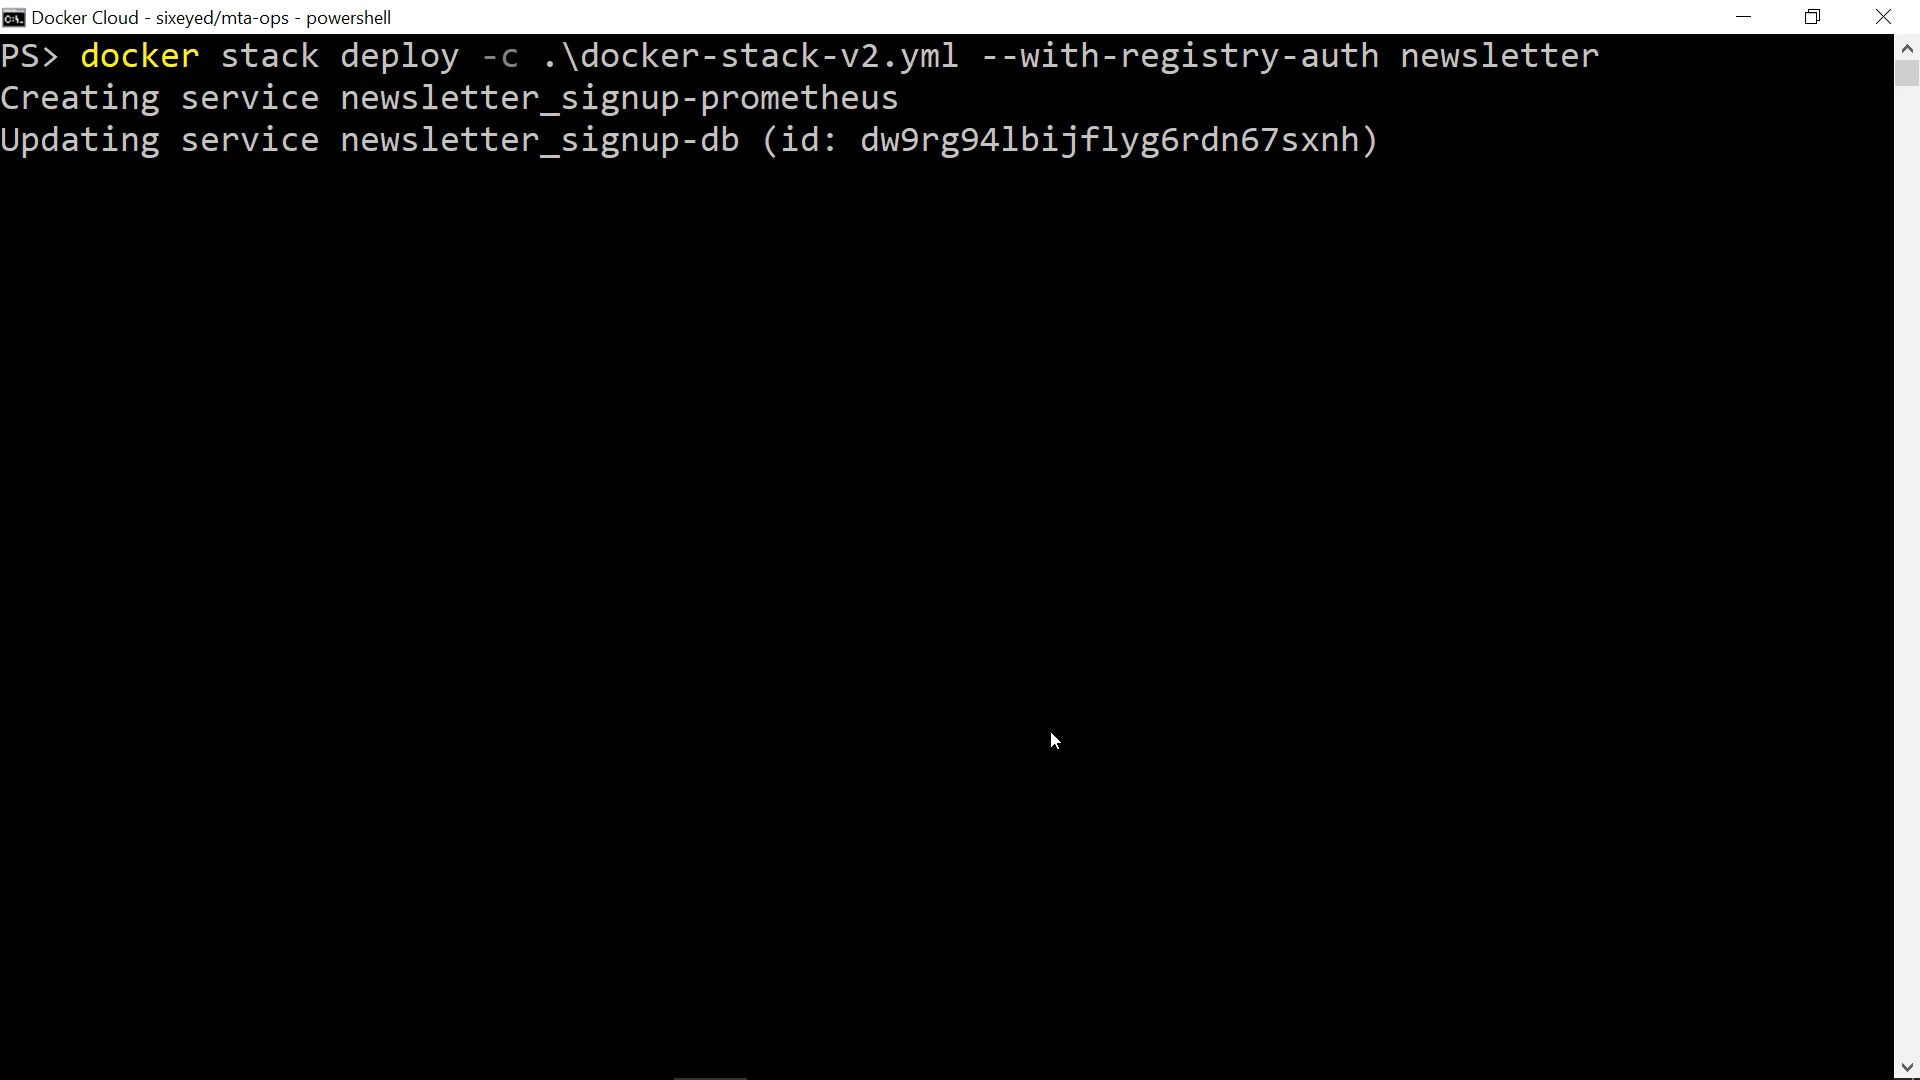 Docker Cloud - sixeyed/mta-ops - powershell
PS> docker stack deploy -c .\docker-stack-v2.yml --with-registry-auth newsletter
Creating service newsletter_signup-prometheus
Updating service newsletter_signup-db (id: dw9rg94lbijflyg6rdn67sxnh)